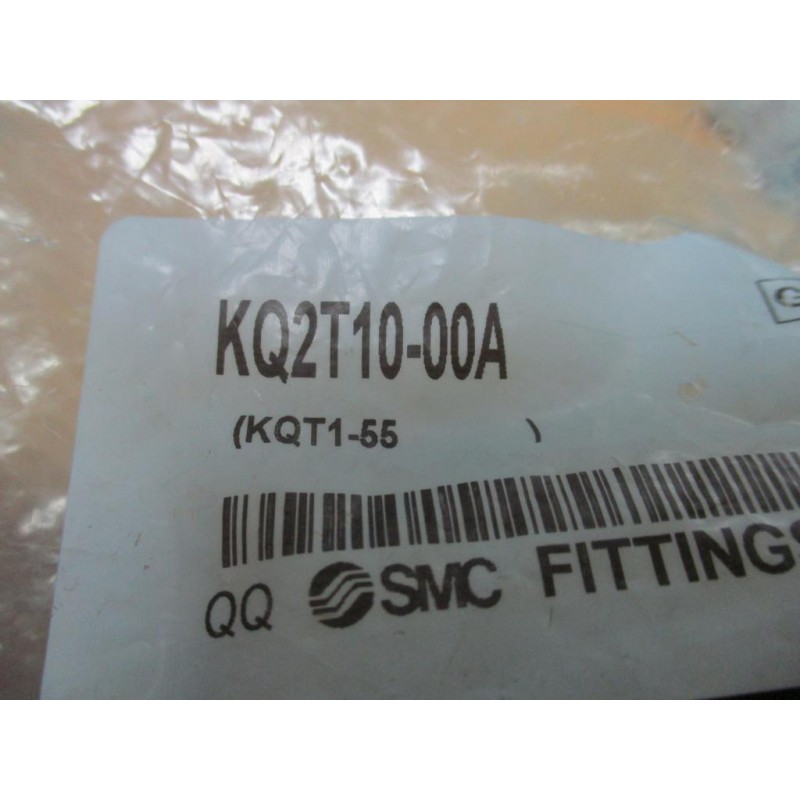 KQ2T10-00A
(KQT1-55 )
QQ SMC FITTINGS